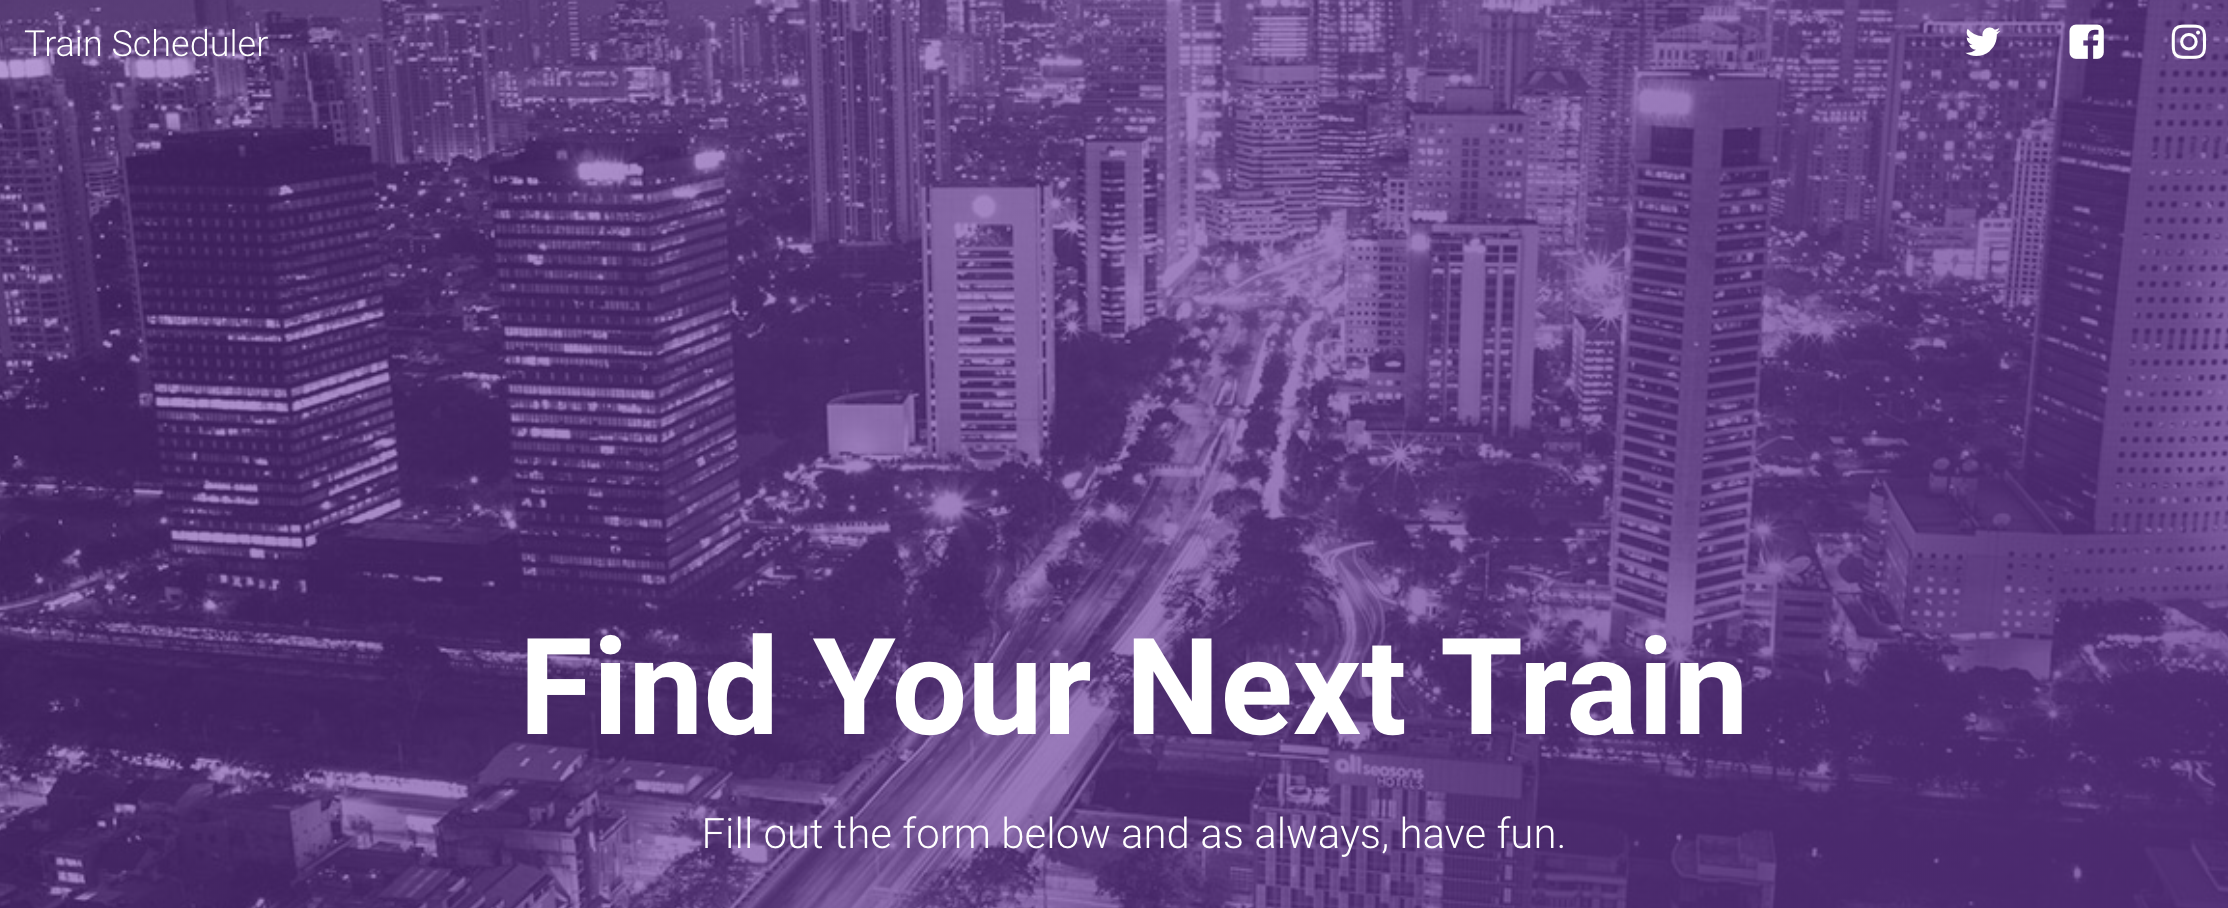 Train Scheduler
Find Your Next Train
all seasons
HOTELS
Fill out the form below and as always, have fun.